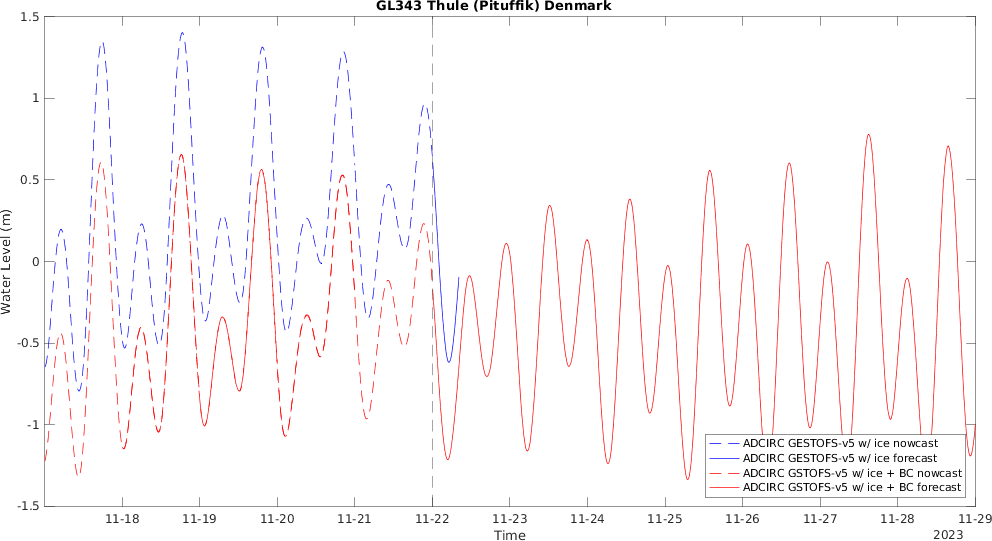 GL343 Thule (Pituffik) Denmark
Water Level (m)
1.5
1
0.5
0
-0.5
-1
-1.5
ADCIRC GESTOFS-v5 w/ ice nowcast
ADCIRC GESTOFS-v5 w/ ice forecast
ADCIRC GSTOFS-v5 w/ ice + BC nowcast
ADCIRC GSTOFS-v5 w/ ice + BC forecast
11-18 11-19 11-20 11-21 11-22 11-23 11-24 11-25 11-26 11-27 11-28 11-29
Time
2023